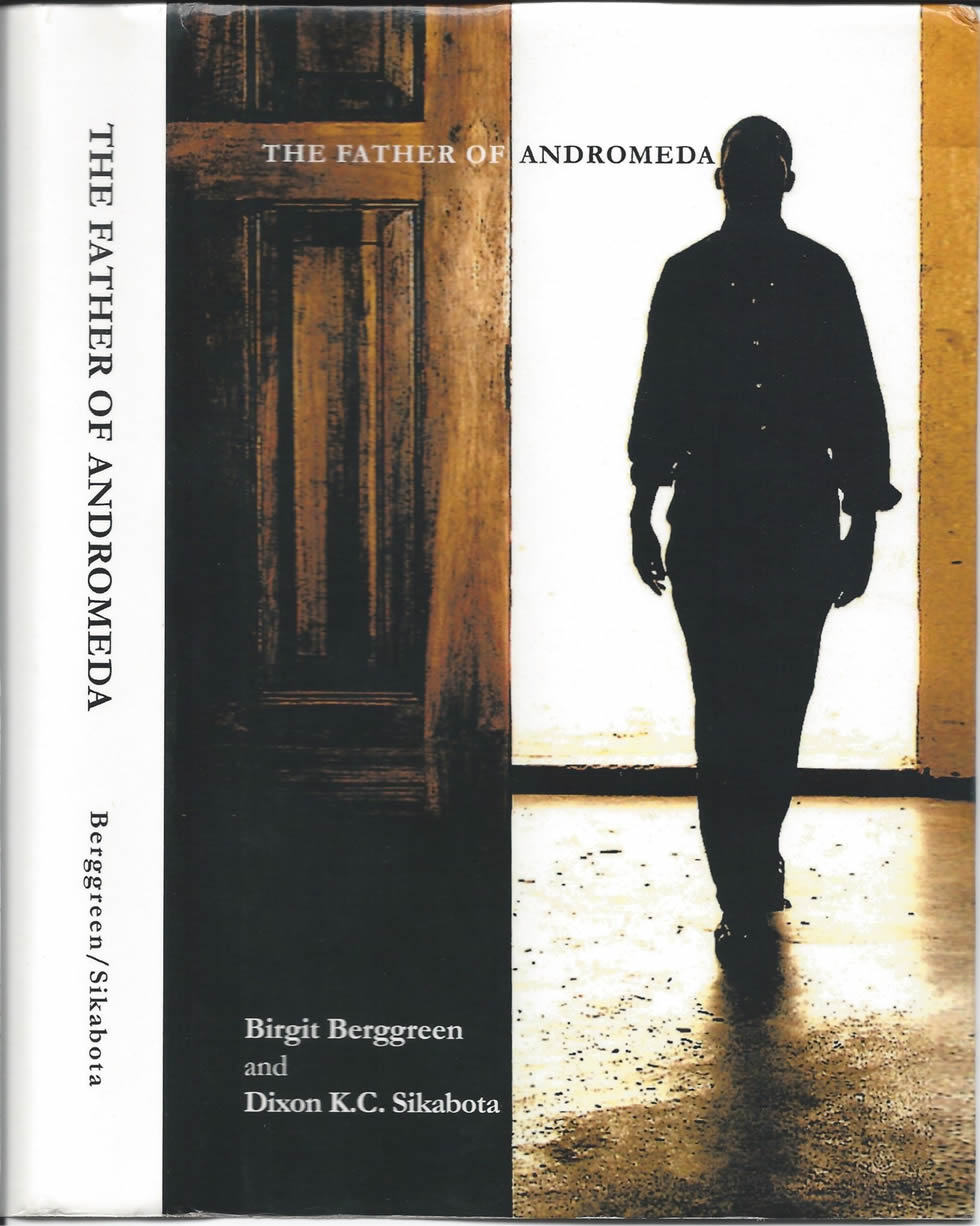 THE FATHER OF ANDROMEDA
Berggreen/Sikabota
THE FATHER OF ANDROMEDA
Birgit Berggreen
and
Dixon K.C. Sikabota